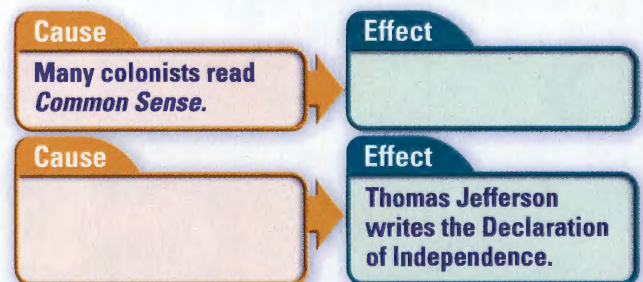 Cause
Effect
Many colonists read
Common Sense.
Cause
Effect
Thomas Jefferson
writes the Declaration
of Independence.